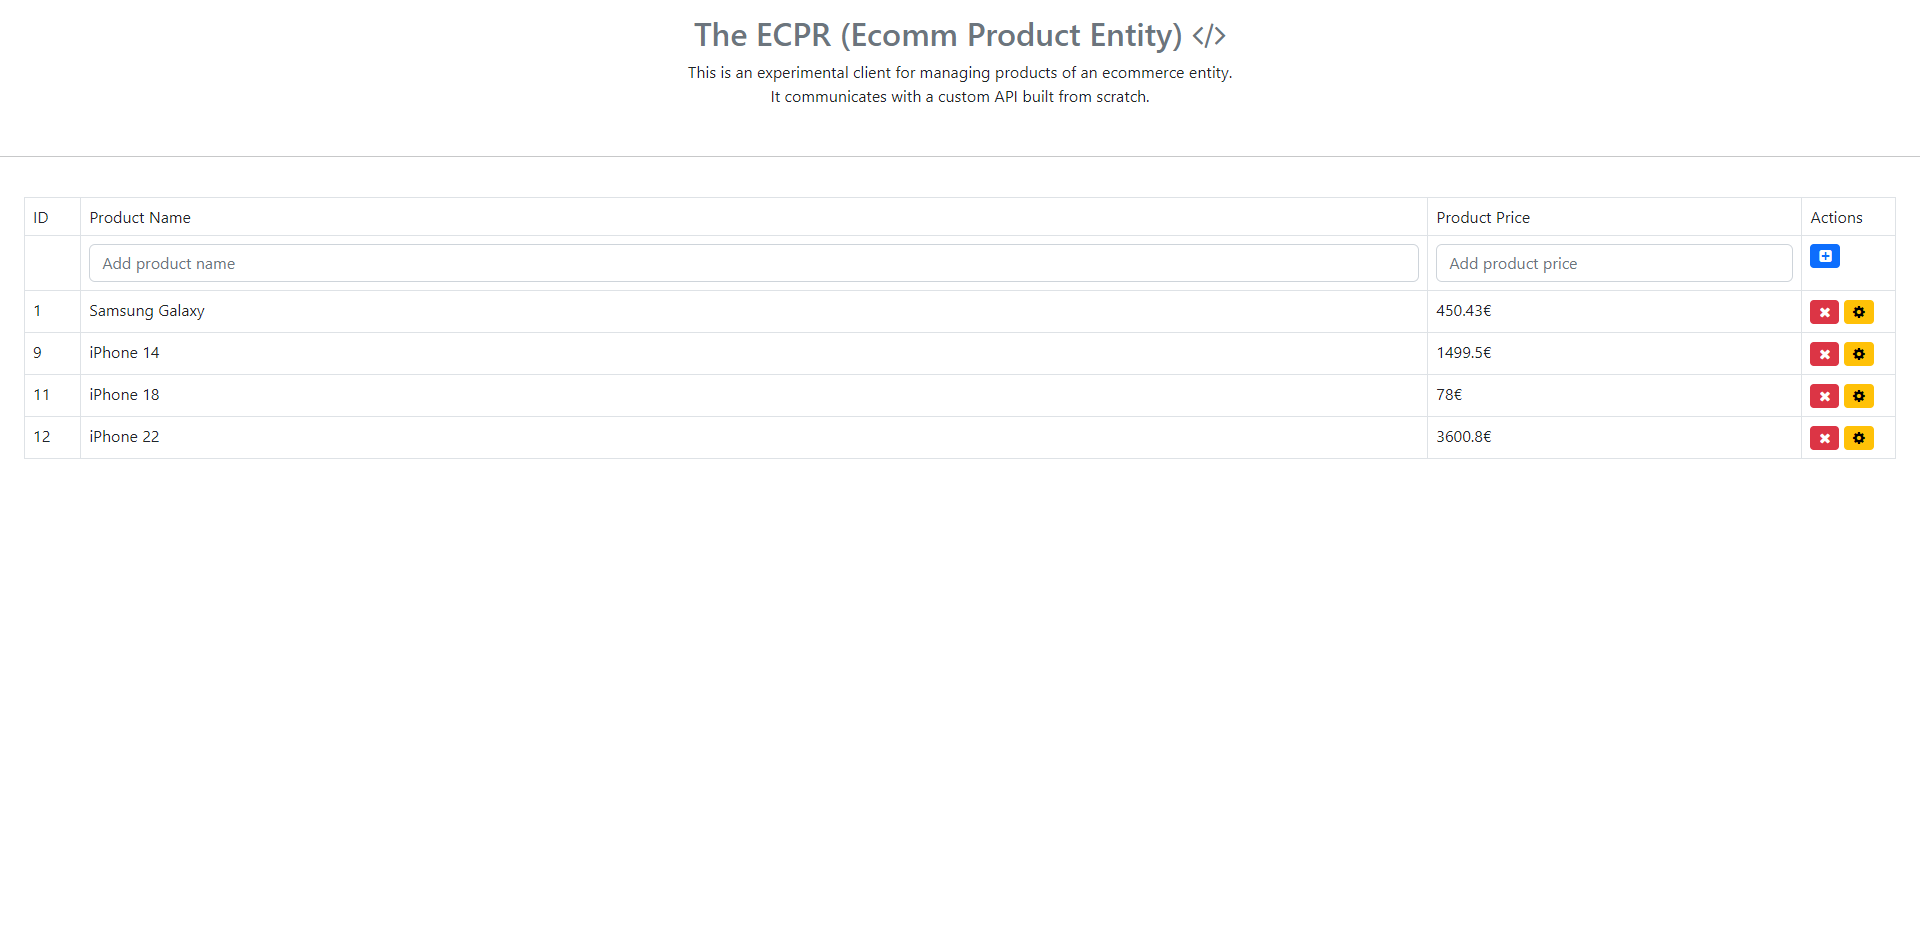 The ECPR (Ecomm Product Entity) </>
This is an experimental client for managing products of an ecommerce entity.
It communicates with a custom API built from scratch.
ID Product Name Product Price Actions
Add product name Add product price
1 Samsung Galaxy 450.43€
9 iPhone 14 1499.5€
11 iPhone 18 78€
12 iPhone 22 3600.8€